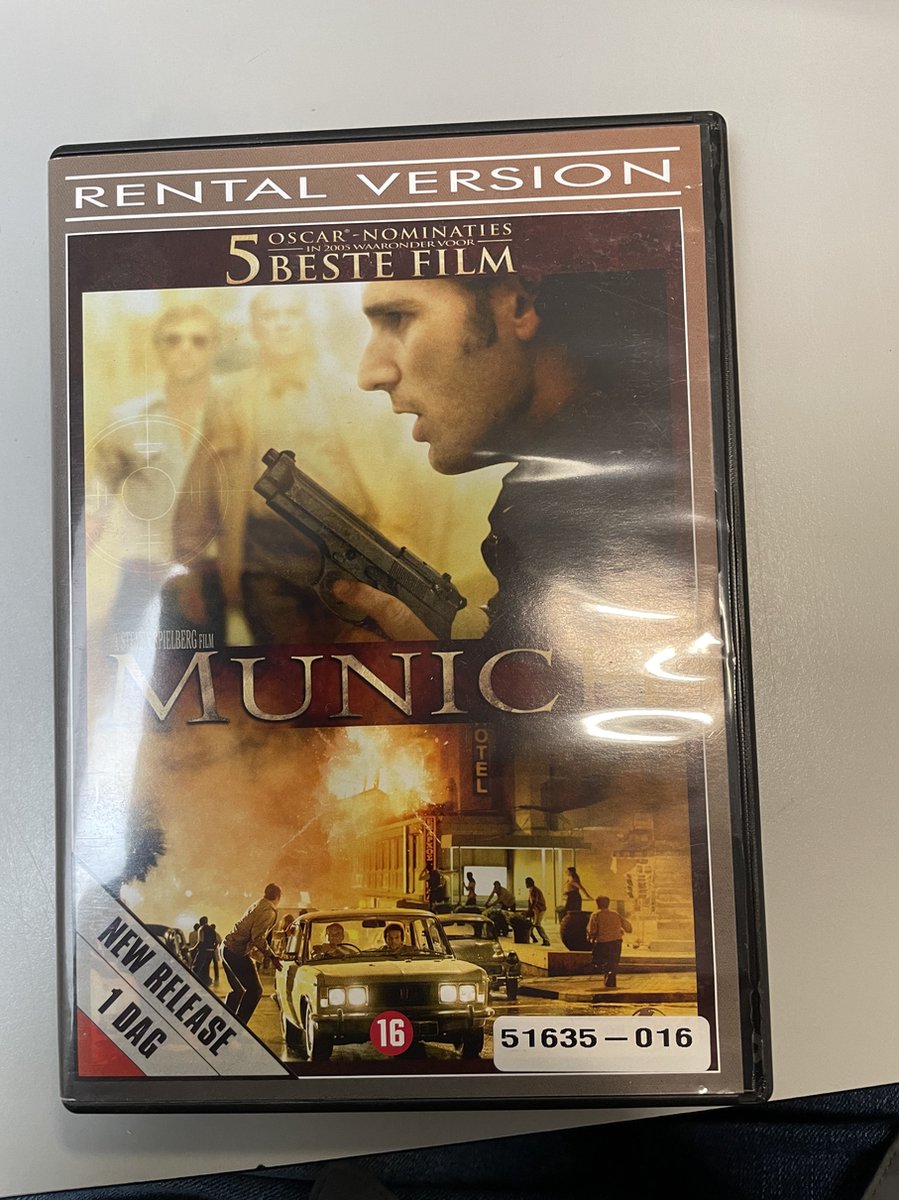 RENTAL VERSION
5 OSCAR®-NOMINATIES
IN 2005 WAARONDER VOOR
BESTE FILM
SPIELBERG FILM
MUNIC
OTEL
NEW RELEASE
1 DAG
16
51635-016